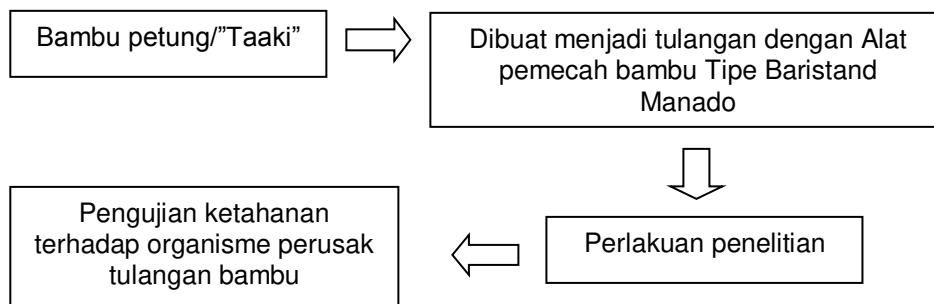 Bambu petung/”Taaki”
Dibuat menjadi tulangan dengan Alat
pemecah bambu Tipe Baristand
Manado
Perlakuan penelitian
Pengujian ketahanan
terhadap organisme perusak
tulangan bambu